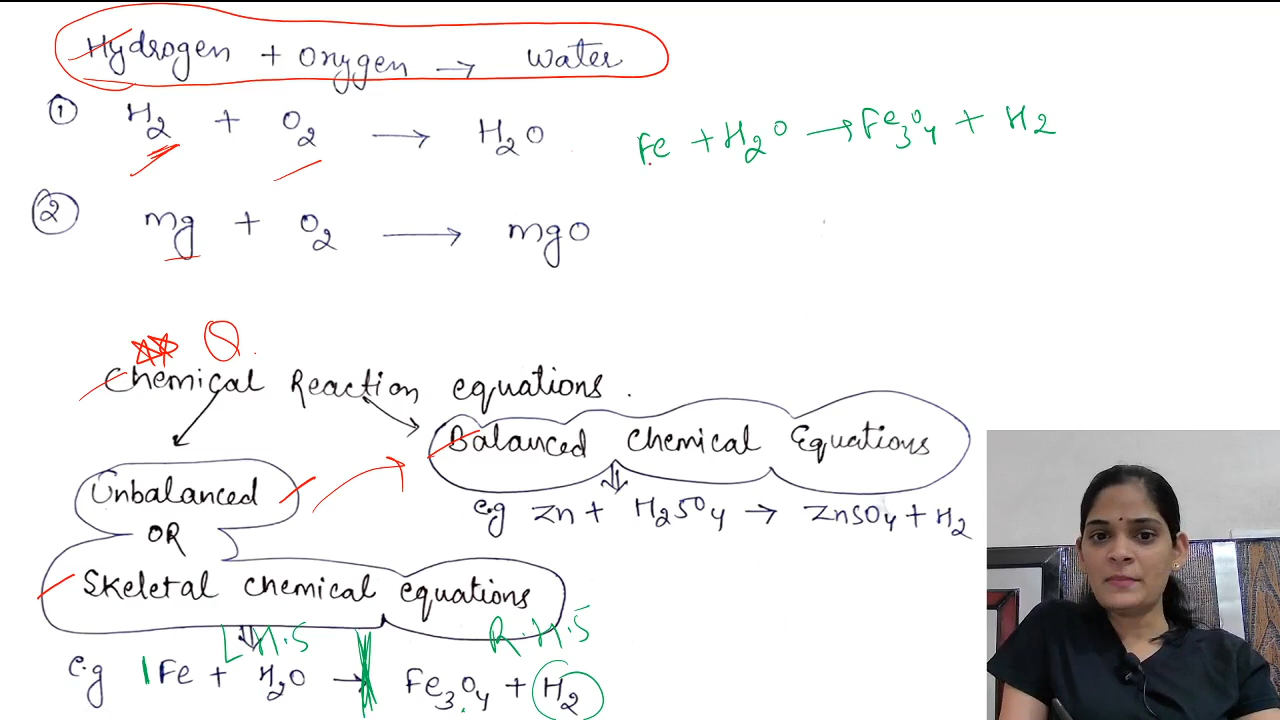 Hydrogen + Oxygen → Water
① H₂ + O₂ → H₂O
Fe + H₂O → Fe₃O₄ + H₂
② mg + O₂ → mgO
Q.
Chemical Reaction equations.
Balanced chemical Equations
Unbalanced
e.g Zn + H₂SO₄ → ZnSO₄ + H₂
OR
Skeletal chemical equations
L.H.S R.H.S
e.g 1Fe + H₂O → Fe₃O₄ + H₂